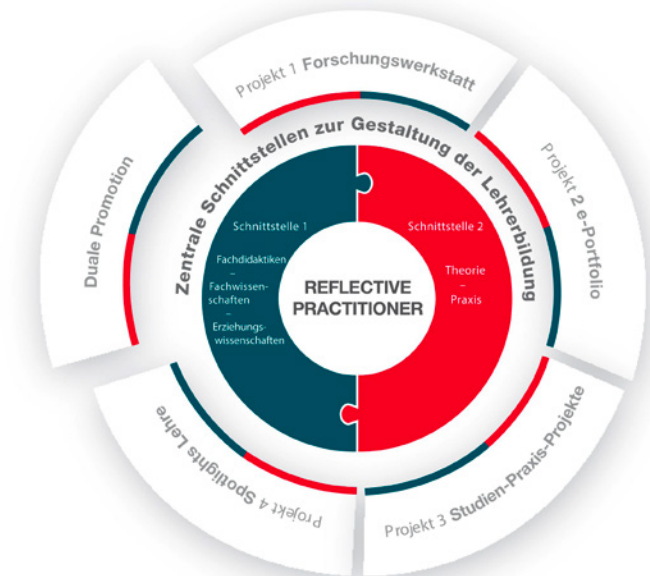 Projekt 1 Forschungswerkstatt
Projekt 2 e-Portfolio
Projekt 3 Studien-Praxis-Projekte
Projekt 4 Spotlights Lehre
Duale Promotion
Zentrale Schnittstellen zur Gestaltung der Lehrerbildung
Schnittstelle 1
Fachdidaktiken
–
Fachwissen-
schaften
–
Erziehungs-
wissenschaften
Schnittstelle 2
Theorie
–
Praxis
REFLECTIVE
PRACTITIONER